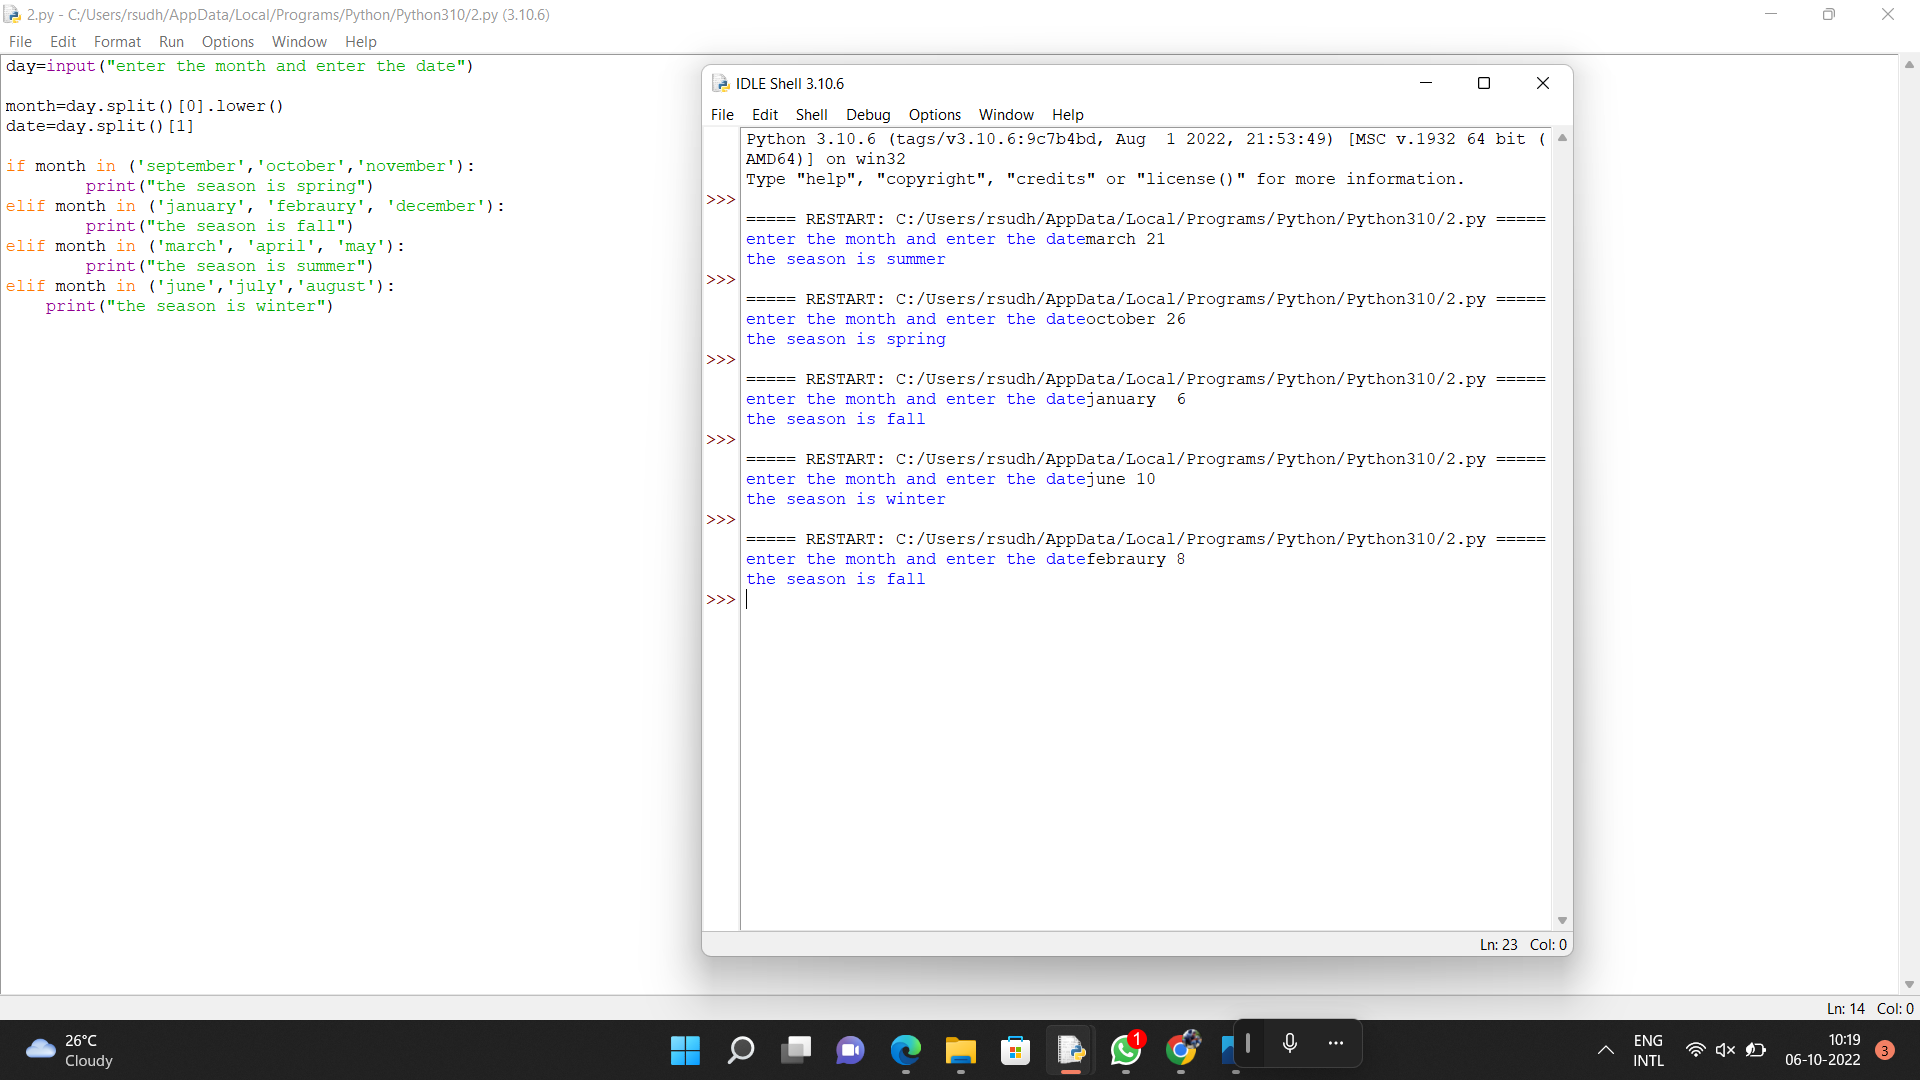 2.py - C:/Users/rsudh/AppData/Local/Programs/Python/Python310/2.py (3.10.6)
File Edit Format Run Options Window Help
day=input("enter the month and enter the date")
month=day.split()[0].lower()
date=day.split()[1]
if month in ('september','october','november'):
        print("the season is spring")
elif month in ('january', 'febraury', 'december'):
        print("the season is fall")
elif month in ('march', 'april', 'may'):
        print("the season is summer")
elif month in ('june','july','august'):
    print("the season is winter")
IDLE Shell 3.10.6
File Edit Shell Debug Options Window Help
Python 3.10.6 (tags/v3.10.6:9c7b4bd, Aug  1 2022, 21:53:49) [MSC v.1932 64 bit (
AMD64)] on win32
Type "help", "copyright", "credits" or "license()" for more information.
>>>
===== RESTART: C:/Users/rsudh/AppData/Local/Programs/Python/Python310/2.py =====
enter the month and enter the datemarch 21
the season is summer
>>>
===== RESTART: C:/Users/rsudh/AppData/Local/Programs/Python/Python310/2.py =====
enter the month and enter the dateoctober 26
the season is spring
>>>
===== RESTART: C:/Users/rsudh/AppData/Local/Programs/Python/Python310/2.py =====
enter the month and enter the datejanuary  6
the season is fall
>>>
===== RESTART: C:/Users/rsudh/AppData/Local/Programs/Python/Python310/2.py =====
enter the month and enter the datejune 10
the season is winter
>>>
===== RESTART: C:/Users/rsudh/AppData/Local/Programs/Python/Python310/2.py =====
enter the month and enter the datefebraury 8
the season is fall
>>>
Ln: 23 Col: 0
Ln: 14 Col: 0
26°C
Cloudy
1
ENG
INTL
10:19
06-10-2022
3